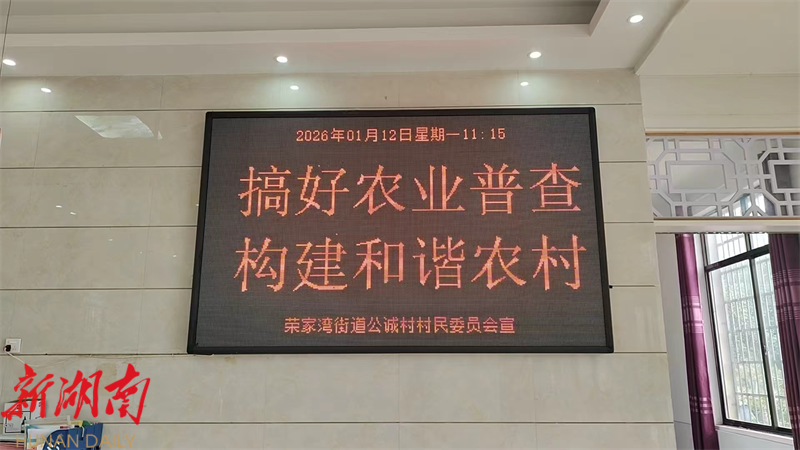 2026年01月12日星期一11:15
搞好农业普查
构建和谐农村
荣家湾街道公诚村村民委员会宣
新湖南
HUNAN DAILY